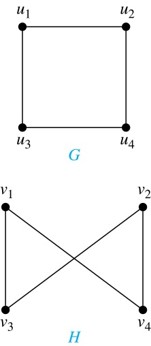 u₁ u₂
u₃ u₄
G
v₁ v₂
v₃ v₄
H